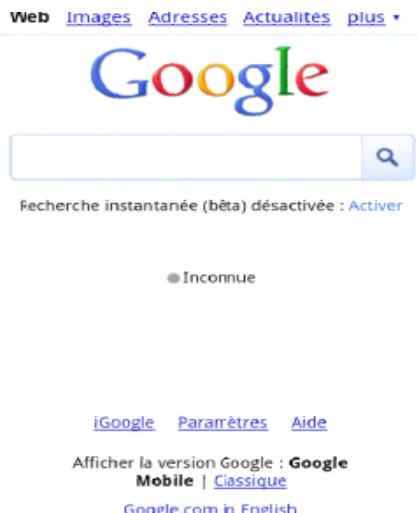 Web Images Adresses Actualités plus
Google
Recherche instantanée (bêta) désactivée : Activer
Inconnue
iGoogle Paramètres Aide
Afficher la version Google : Google
Mobile | Classique
Google.com in English